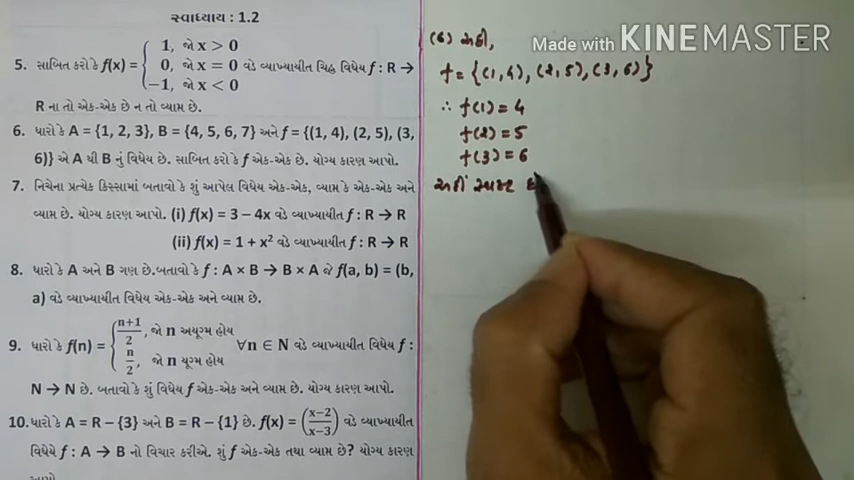 સ્વાધ્યાય : 1.2
5. સાબિત કરો કે f(x) = { 1, જો x > 0
0, જો x = 0 વડે વ્યાખ્યાયીત ચિહ્ન વિધેય f : R →
−1, જો x < 0
R ના તો એક-એક છે ન તો વ્યાપ્ત છે.
6. ધારો કે A = {1, 2, 3}, B = {4, 5, 6, 7} અને f = {(1, 4), (2, 5), (3,
6)} એ A થી B નું વિધેય છે. સાબિત કરો કે f એક-એક છે. યોગ્ય કારણ આપો.
7. નિચેના પ્રત્યેક કિસ્સામાં બતાવો કે શું આપેલ વિધેય એક-એક, વ્યાપ્ત કે એક-એક અને
વ્યાપ્ત છે. યોગ્ય કારણ આપો. (i) f(x) = 3 − 4x વડે વ્યાખ્યાયીત f : R → R
(ii) f(x) = 1 + x² વડે વ્યાખ્યાયીત f : R → R
8. ધારો કે A અને B ગણ છે.બતાવો કે f : A × B → B × A જે f(a, b) = (b,
a) વડે વ્યાખ્યાયીત વિધેય એક-એક અને વ્યાપ્ત છે.
9. ધારો કે f(n) = { n+1/2, જો n અયૂગ્મ હોય
n/2, જો n યૂગ્મ હોય ∀n ∈ N વડે વ્યાખ્યાયીત વિધેય f :
N → N છે. બતાવો કે શું વિધેય f એક-એક અને વ્યાપ્ત છે. યોગ્ય કારણ આપો.
10. ધારો કે A = R − {3} અને B = R − {1} છે. f(x) = (x−2/x−3) વડે વ્યાખ્યાયીત
વિધેયે f : A → B નો વિચાર કરીએ. શું f એક-એક તથા વ્યાપ્ત છે? યોગ્ય કારણ
આપો.
(6) અહીં,
f = {(1,4), (2,5), (3,6)}
∴ f(1) = 4
f(2) = 5
f(3) = 6
અહીં સ્પષ્ટ છ
Made with KINEMASTER